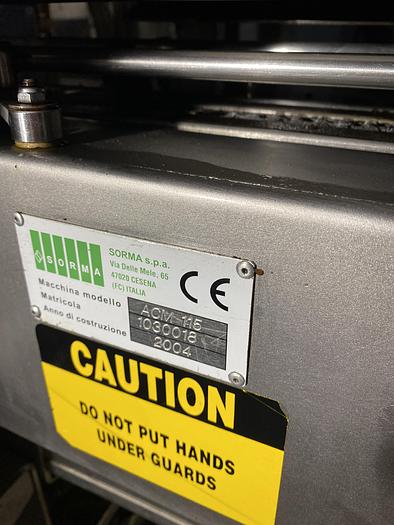 SORMA
SORMA s.p.a.
Via Delle Mele, 65
47020 CESENA
(FC) ITALIA
CE
Macchina modello ACM-115
Matricola 1030018
Anno di costruzione 2004
CAUTION
DO NOT PUT HANDS
UNDER GUARDS